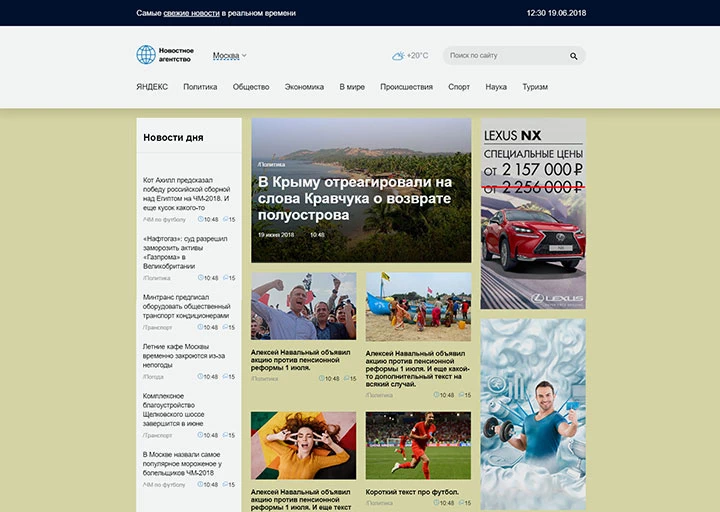 Самые свежие новости в реальном времени
12:30 19.06.2018
Новостное
агентство
Москва
+20°C
Поиск по сайту
ЯНДЕКС Политика Общество Экономика В мире Происшествия Спорт Наука Туризм
Новости дня
Кот Ахилл предсказал
победу российской сборной
над Египтом на ЧМ-2018. И
еще кусок какого-то
/ЧМ по футболу 10:48 15
«Нафтогаз»: суд разрешил
заморозить активы
«Газпрома» в
Великобритании
/Политика 10:48 15
Минтранс предписал
оборудовать общественный
транспорт кондиционерами
/Транспорт 10:48 15
Летние кафе Москвы
временно закроются из-за
непогоды
/Погода 10:48 15
Комплексное
благоустройство
Щелковского шоссе
завершится в июне
/Транспорт 10:48 15
В Москве назвали самое
популярное мороженое у
болельщиков ЧМ-2018
/ЧМ по футболу 10:48 15
/Политика
В Крыму отреагировали на
слова Кравчука о возврате
полуострова
19 июня 2018 10:48
Алексей Навальный объявил
акцию против пенсионной
реформы 1 июля.
/Политика 10:48 15
Алексей Навальный объявил
акцию против пенсионной
реформы 1 июля. И еще какой-
то дополнительный текст на
всякий случай.
/Политика 10:48 15
Алексей Навальный объявил
акцию против пенсионной
реформы 1 июля. И еще текст
Короткий текст про футбол.
/Политика 10:48 15
LEXUS NX
СПЕЦИАЛЬНЫЕ ЦЕНЫ
ОТ 2 157 000 ₽
ОТ 2 256 000 ₽
LEXUS